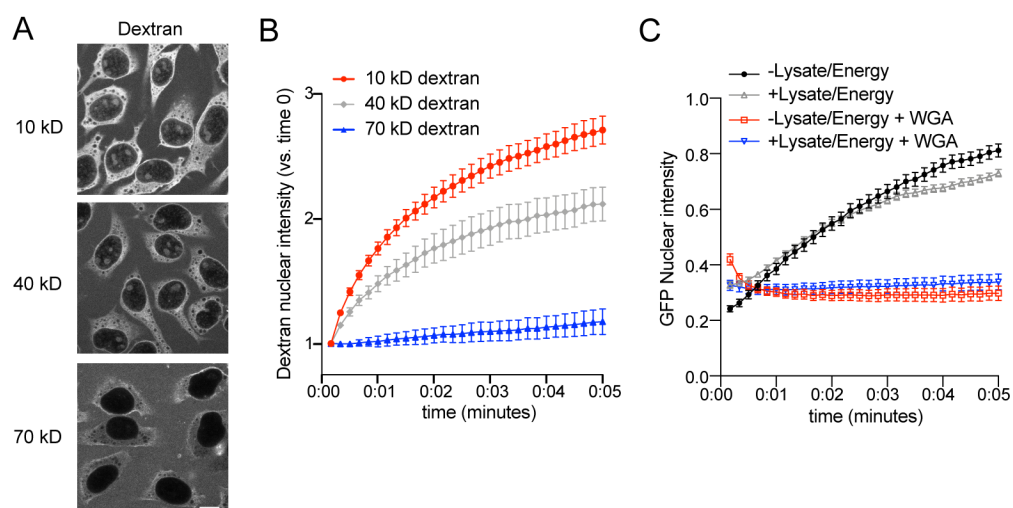 A
Dextran
10 kD
40 kD
70 kD
B
10 kD dextran
40 kD dextran
70 kD dextran
Dextran nuclear intensity (vs. time 0)
3
2
1
0:00
0:01
0:02
0:03
0:04
0:05
time (minutes)
C
-Lysate/Energy
+Lysate/Energy
-Lysate/Energy + WGA
+Lysate/Energy + WGA
GFP Nuclear intensity
1.0
0.8
0.6
0.4
0.2
0.0
0:00
0:01
0:02
0:03
0:04
0:05
time (minutes)